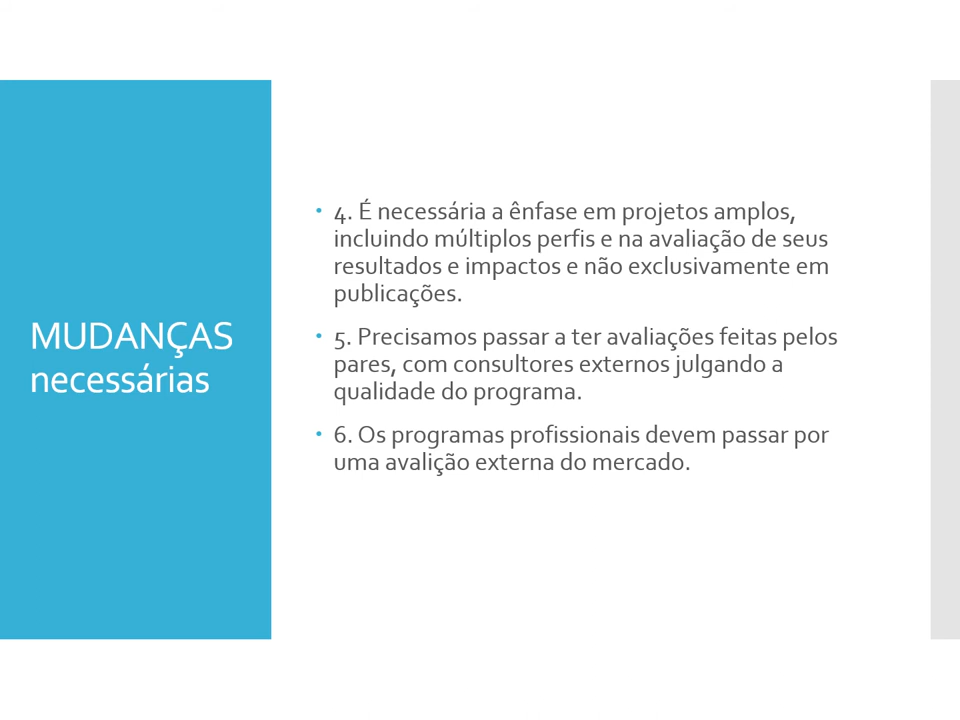 MUDANÇAS
necessárias
• 4. É necessária a ênfase em projetos amplos,
incluindo múltiplos perfis e na avaliação de seus
resultados e impactos e não exclusivamente em
publicações.
• 5. Precisamos passar a ter avaliações feitas pelos
pares, com consultores externos julgando a
qualidade do programa.
• 6. Os programas profissionais devem passar por
uma avalição externa do mercado.